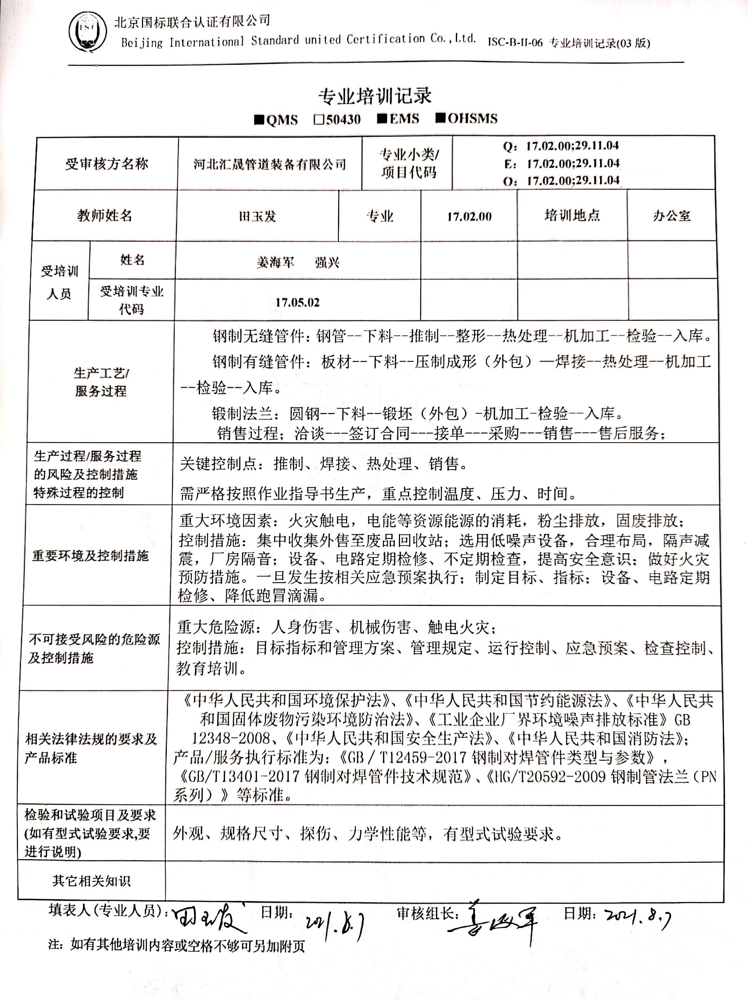 北京国标联合认证有限公司
Beijing International Standard united Certification Co.,Ltd. ISC-B-II-06 专业培训记录(03 版)
专业培训记录
■QMS □50430 ■EMS ■OHSMS
受审核方名称 河北汇晟管道装备有限公司 专业小类/
项目代码
Q：17.02.00;29.11.04
E：17.02.00;29.11.04
O：17.02.00;29.11.04
教师姓名 田玉发 专业 17.02.00 培训地点 办公室
受培训
人员
姓名 姜海军 强兴
受培训专业
代码
17.05.02
生产工艺/
服务过程
钢制无缝管件：钢管--下料--推制--整形--热处理--机加工--检验--入库。
钢制有缝管件：板材--下料--压制成形（外包）—焊接--热处理--机加工
--检验--入库。
锻制法兰：圆钢--下料--锻坯（外包）-机加工-检验--入库。
销售过程；洽谈---签订合同---接单---采购---销售---售后服务；
生产过程/服务过程
的风险及控制措施
特殊过程的控制
关键控制点：推制、焊接、热处理、销售。
需严格按照作业指导书生产，重点控制温度、压力、时间。
重要环境及控制措施
重大环境因素：火灾触电，电能等资源能源的消耗，粉尘排放，固废排放；
控制措施：集中收集外售至废品回收站；选用低噪声设备，合理布局，隔声减
震，厂房隔音；设备、电路定期检修、不定期检查，提高安全意识；做好火灾
预防措施。一旦发生按相关应急预案执行；制定目标、指标；设备、电路定期
检修、降低跑冒滴漏。
不可接受风险的危险源
及控制措施
重大危险源：人身伤害、机械伤害、触电火灾；
控制措施：目标指标和管理方案、管理规定、运行控制、应急预案、检查控制、
教育培训。
相关法律法规的要求及
产品标准
《中华人民共和国环境保护法》、《中华人民共和国节约能源法》、《中华人民共
和国固体废物污染环境防治法》、《工业企业厂界环境噪声排放标准》GB
12348-2008、《中华人民共和国安全生产法》、《中华人民共和国消防法》；
产品/服务执行标准为：《GB／T12459-2017 钢制对焊管件类型与参数》，
《GB/T13401-2017 钢制对焊管件技术规范》、《HG/T20592-2009 钢制管法兰（PN
系列）》等标准。
检验和试验项目及要求
(如有型式试验要求,要
进行说明)
外观、规格尺寸、探伤、力学性能等，有型式试验要求。
其它相关知识
填表人(专业人员)：田玉发 日期：2021.8.7 审核组长：姜海军 日期：2021.8.7
注：如有其他培训内容或空格不够可另加附页